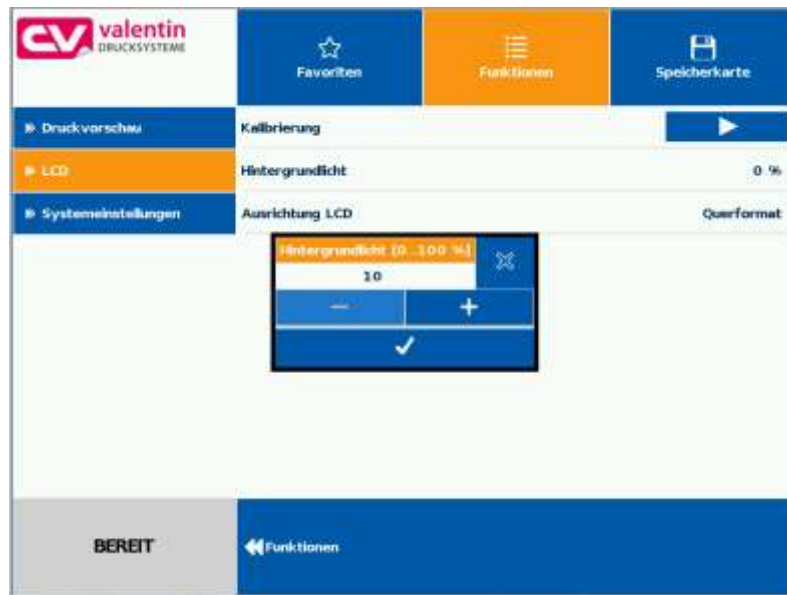 CV valentin
DRUCKSYSTEME
Favoriten
Funktionen
Speicherkarte
Druckvorschau
Kalibrierung
LCD
Hintergrundlicht
0 %
Systemeinstellungen
Ausrichtung LCD
Querformat
Hintergrundlicht [0..100 %]
10
BEREIT
Funktionen